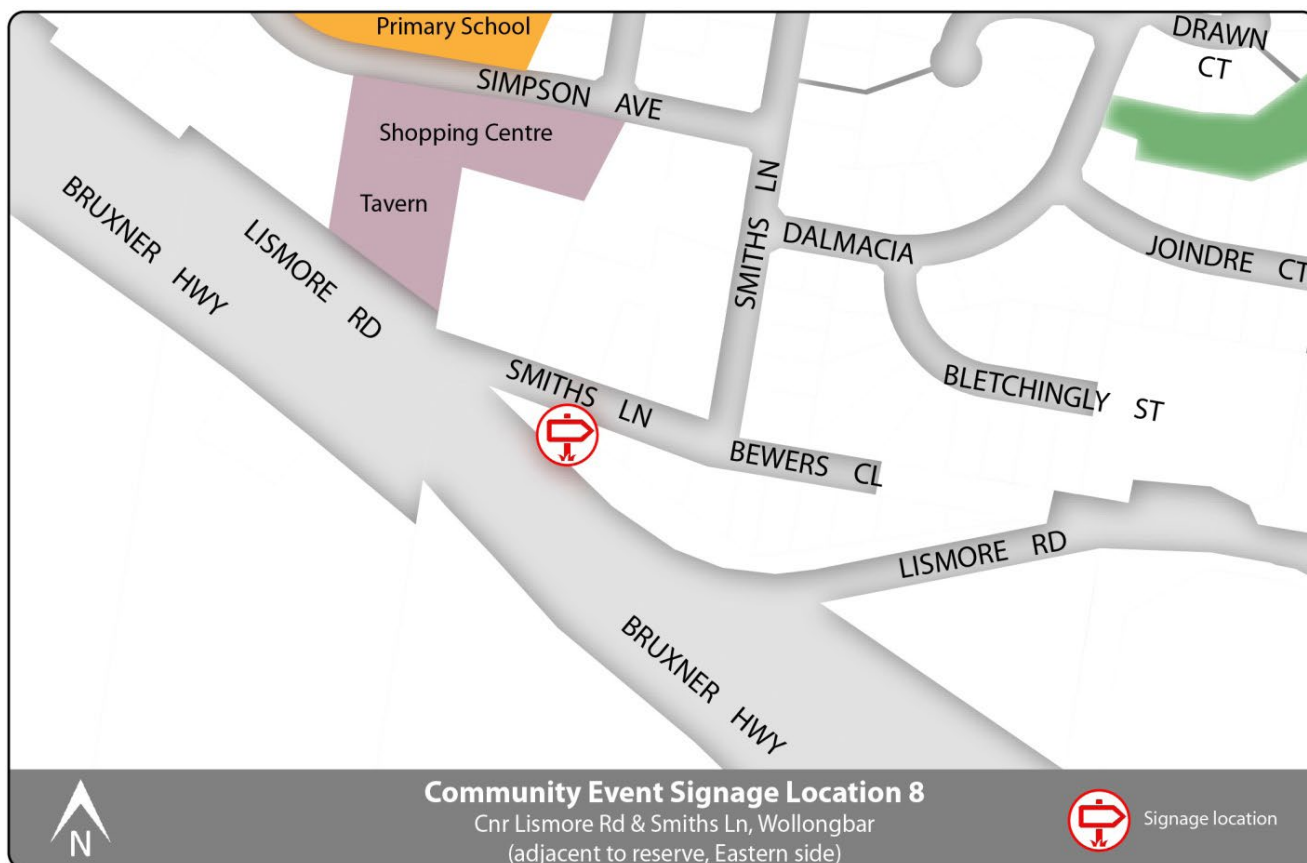 Primary School
DRAWN
CT
SIMPSON AVE
Shopping Centre
Tavern
SMITHS LN
BRUXNER HWY
LISMORE RD
DALMACIA
JOINDRE CT
SMITHS LN
BLETCHINGLY ST
BEWERS CL
LISMORE RD
BRUXNER HWY
N
Community Event Signage Location 8
Cnr Lismore Rd & Smiths Ln, Wollongbar
(adjacent to reserve, Eastern side)
Signage location